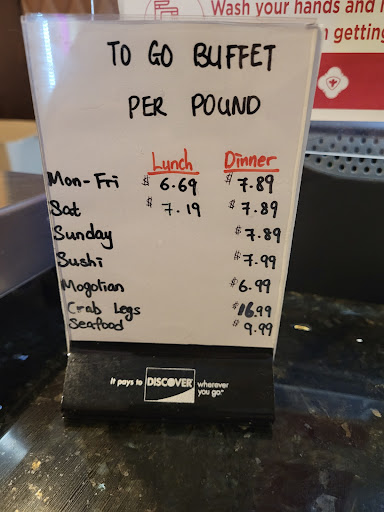 Wash your hands and
getting
TO GO BUFFET
PER POUND
Lunch Dinner
Mon-Fri $ 6.69 $ 7.89
Sat $ 7.19 $ 7.89
Sunday $ 7.89
Sushi $ 7.99
Mogolian $ 6.99
Crab Legs $ 16.99
Seafood $ 9.99
It pays to DISCOVER wherever
you go.